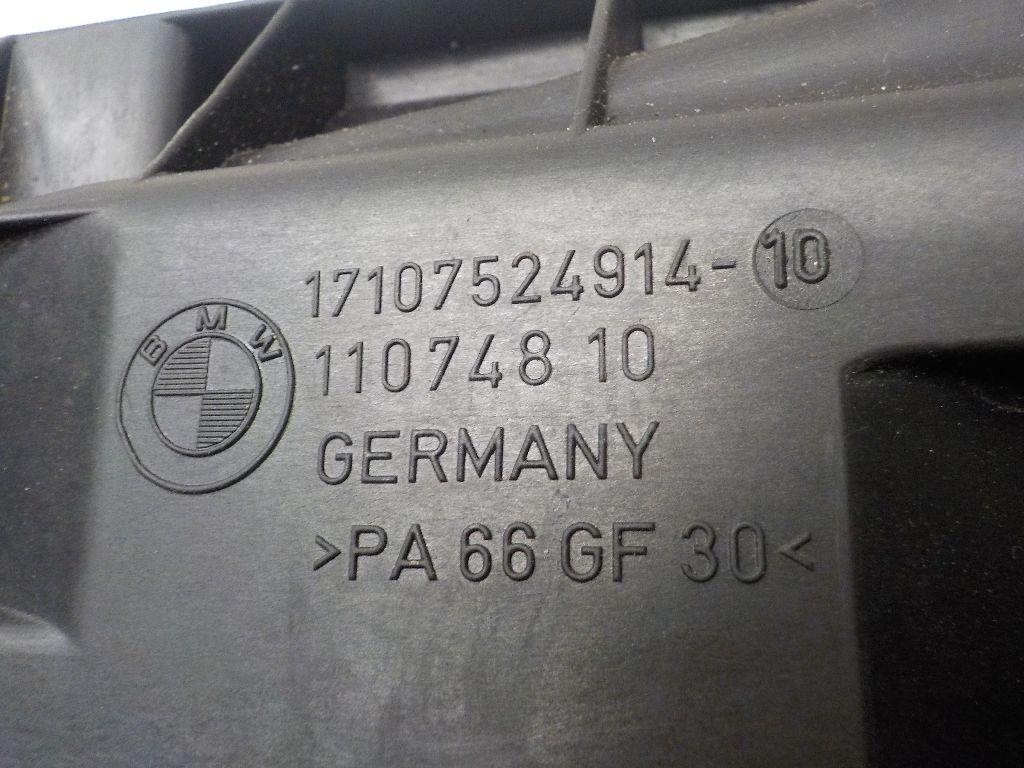 17107524914-10
BMW
110748 10
GERMANY
>PA 66 GF 30<